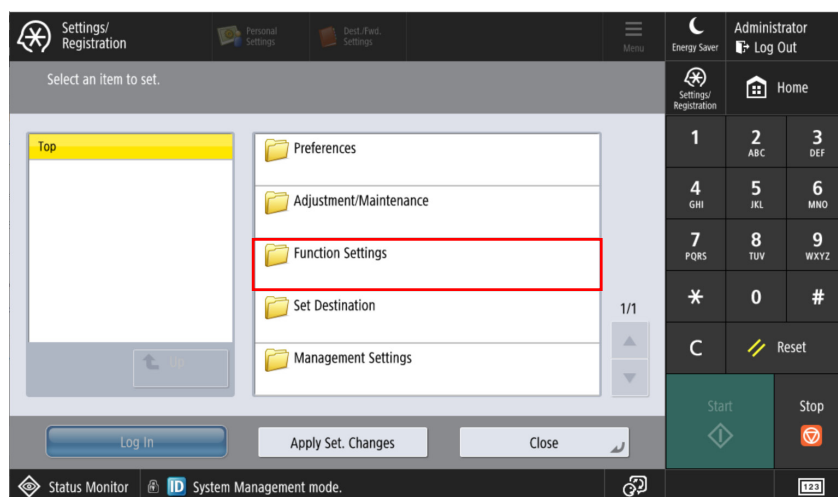 Settings/
Registration
Personal
Settings
Dest./Fwd.
Settings
Menu
Energy Saver
Administrator
Log Out
Select an item to set.
Settings/
Registration
Home
Top
Preferences
Adjustment/Maintenance
Function Settings
Set Destination
Management Settings
1/1
Up
1
2
ABC
3
DEF
4
GHI
5
JKL
6
MNO
7
PQRS
8
TUV
9
WXYZ
0
#
C
Reset
Start
Stop
Log In
Apply Set. Changes
Close
Status Monitor
ID
System Management mode.
123